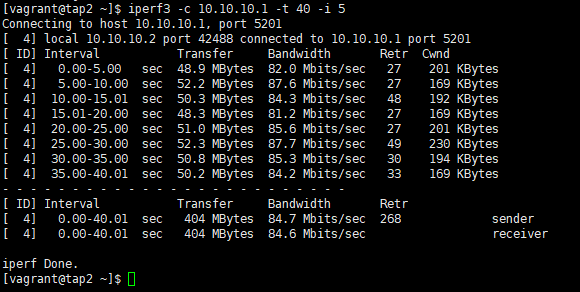 [vagrant@tap2 ~]$ iperf3 -c 10.10.10.1 -t 40 -i 5
Connecting to host 10.10.10.1, port 5201
[  4] local 10.10.10.2 port 42488 connected to 10.10.10.1 port 5201
[ ID] Interval           Transfer     Bandwidth       Retr  Cwnd
[  4]   0.00-5.00   sec  48.9 MBytes  82.0 Mbits/sec   27    201 KBytes
[  4]   5.00-10.00  sec  52.2 MBytes  87.6 Mbits/sec   27    169 KBytes
[  4]  10.00-15.01  sec  50.3 MBytes  84.3 Mbits/sec   48    192 KBytes
[  4]  15.01-20.00  sec  48.3 MBytes  81.2 Mbits/sec   27    169 KBytes
[  4]  20.00-25.00  sec  51.0 MBytes  85.6 Mbits/sec   27    201 KBytes
[  4]  25.00-30.00  sec  52.3 MBytes  87.7 Mbits/sec   49    230 KBytes
[  4]  30.00-35.00  sec  50.8 MBytes  85.3 Mbits/sec   30    194 KBytes
[  4]  35.00-40.01  sec  50.2 MBytes  84.2 Mbits/sec   33    169 KBytes
- - - - - - - - - - - - - - - - - - - - - - - - -
[ ID] Interval           Transfer     Bandwidth       Retr
[  4]   0.00-40.01  sec   404 MBytes  84.7 Mbits/sec  268             sender
[  4]   0.00-40.01  sec   404 MBytes  84.6 Mbits/sec                  receiver

iperf Done.
[vagrant@tap2 ~]$